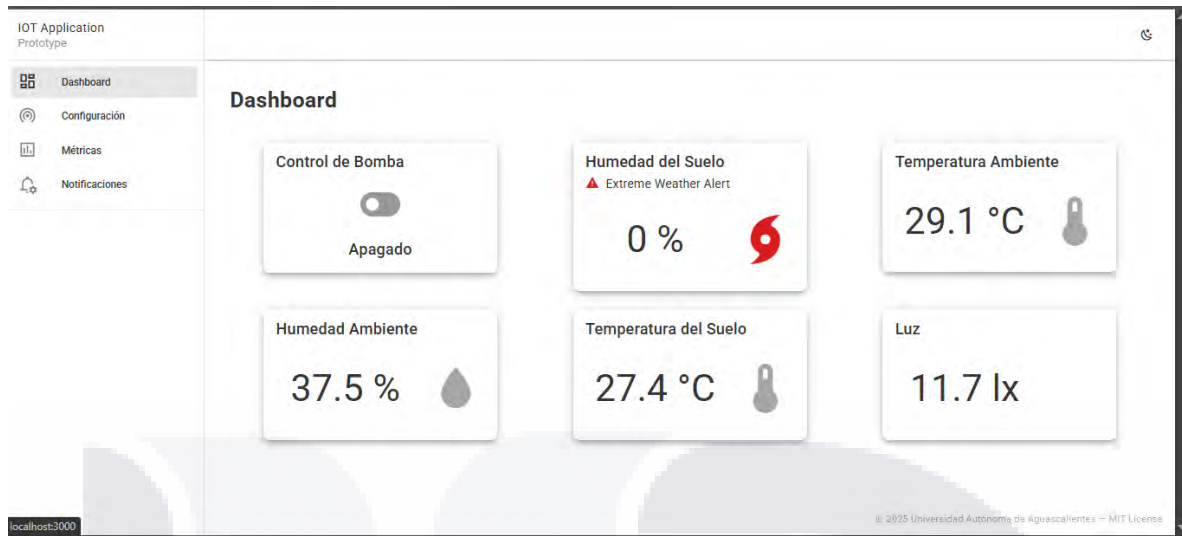 IOT Application
Prototype
Dashboard
Configuración
Métricas
Notificaciones
Dashboard
Control de Bomba
Apagado
Humedad del Suelo
Extreme Weather Alert
0 %
Temperatura Ambiente
29.1 °C
Humedad Ambiente
37.5 %
Temperatura del Suelo
27.4 °C
Luz
11.7 lx
localhost:3000
© 2025 Universidad Autónoma de Aguascalientes — MIT License